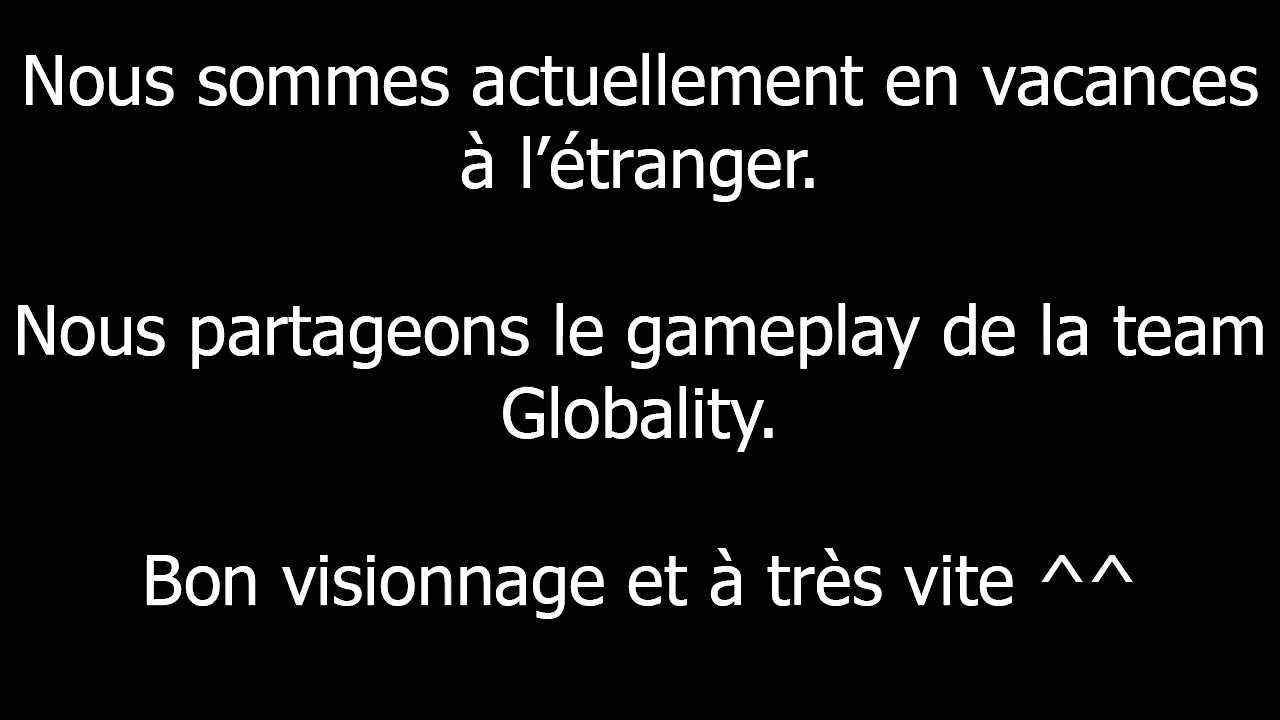 Nous sommes actuellement en vacances
à l’étranger.
Nous partageons le gameplay de la team
Globality.
Bon visionnage et à très vite ^^